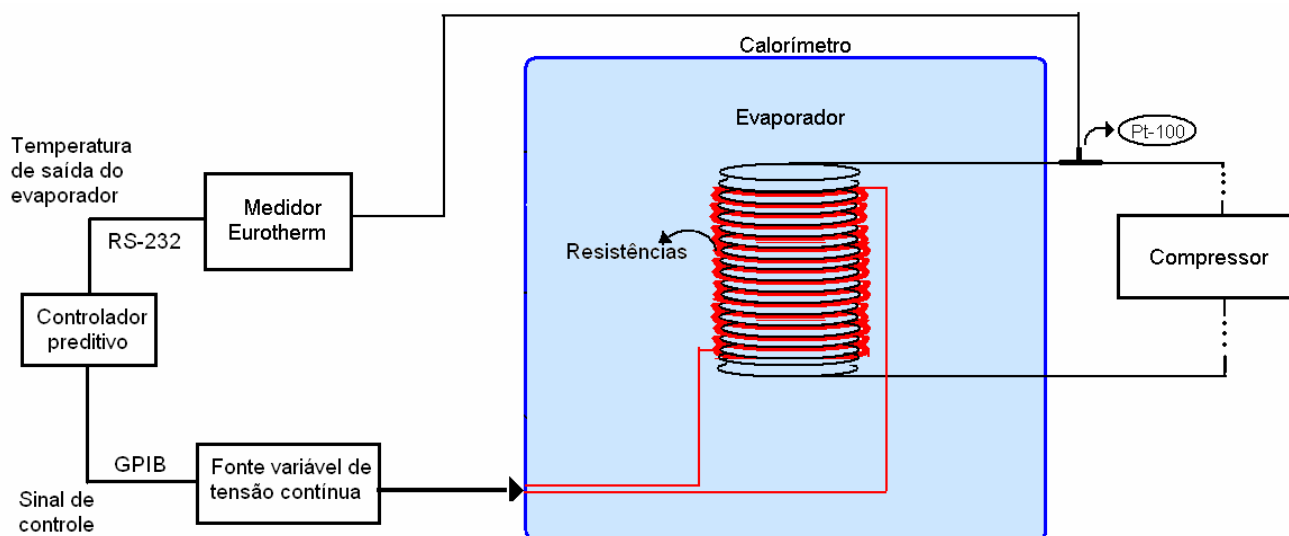 Calorímetro
Evaporador
Pt-100
Temperatura
de saída do
evaporador
Medidor
Eurotherm
RS-232
Resistências
Compressor
Controlador
preditivo
GPIB
Fonte variável de
tensão contínua
Sinal de
controle